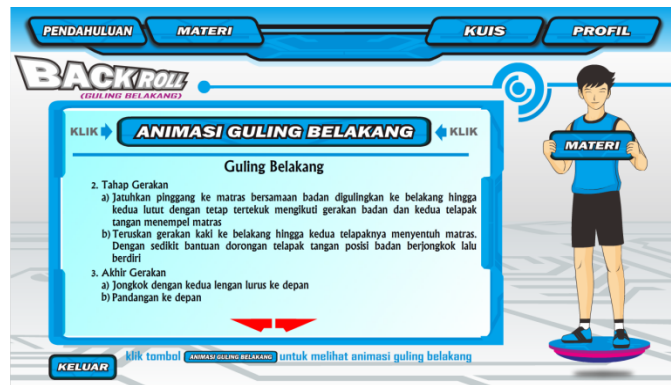 PENDAHULUAN
MATERI
KUIS
PROFIL
BACK ROLL
(GULING BELAKANG)
KLIK
ANIMASI GULING BELAKANG
KLIK
MATERI
Guling Belakang
2. Tahap Gerakan
a) Jatuhkan pinggang ke matras bersamaan badan digulingkan ke belakang hingga
kedua lutut dengan tetap tertekuk mengikuti gerakan badan dan kedua telapak
tangan menempel matras
b) Teruskan gerakan kaki ke belakang hingga kedua telapaknya menyentuh matras.
Dengan sedikit bantuan dorongan telapak tangan posisi badan berjongkok lalu
berdiri
3. Akhir Gerakan
a) Jongkok dengan kedua lengan lurus ke depan
b) Pandangan ke depan
KELUAR
klik tombol ANIMASI GULING BELAKANG untuk melihat animasi guling belakang